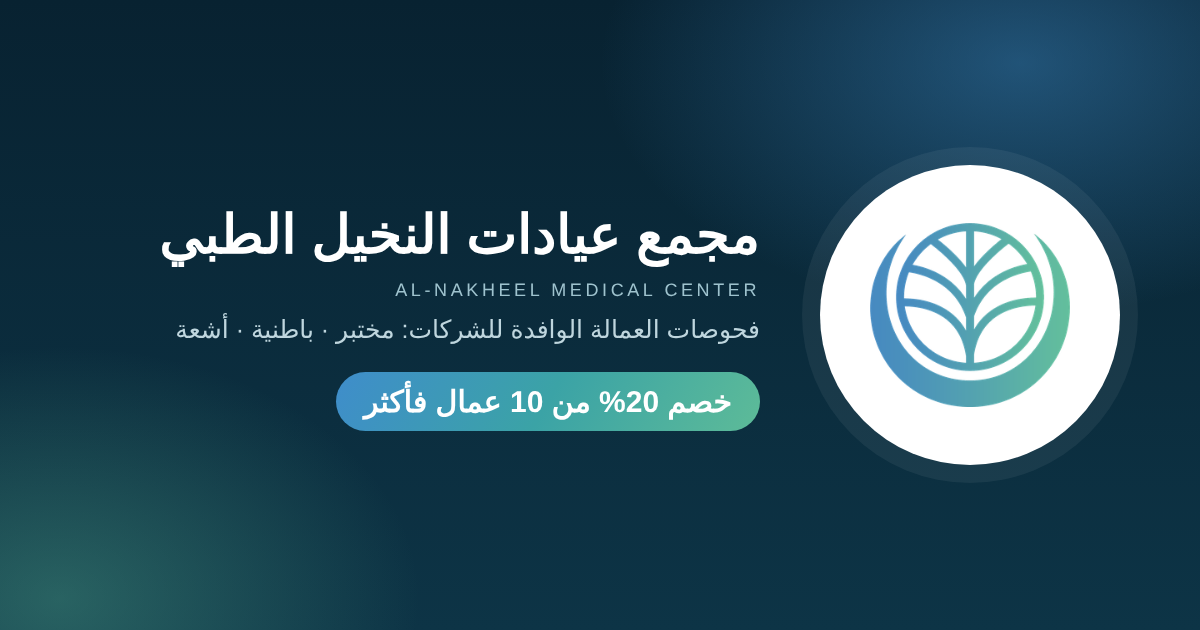 مجمع عيادات النخيل الطبي
AL-NAKHEEL MEDICAL CENTER
فحوصات العمالة الوافدة للشركات: مختبر · باطنية · أشعة
خصم 20% من 10 عمال فأكثر